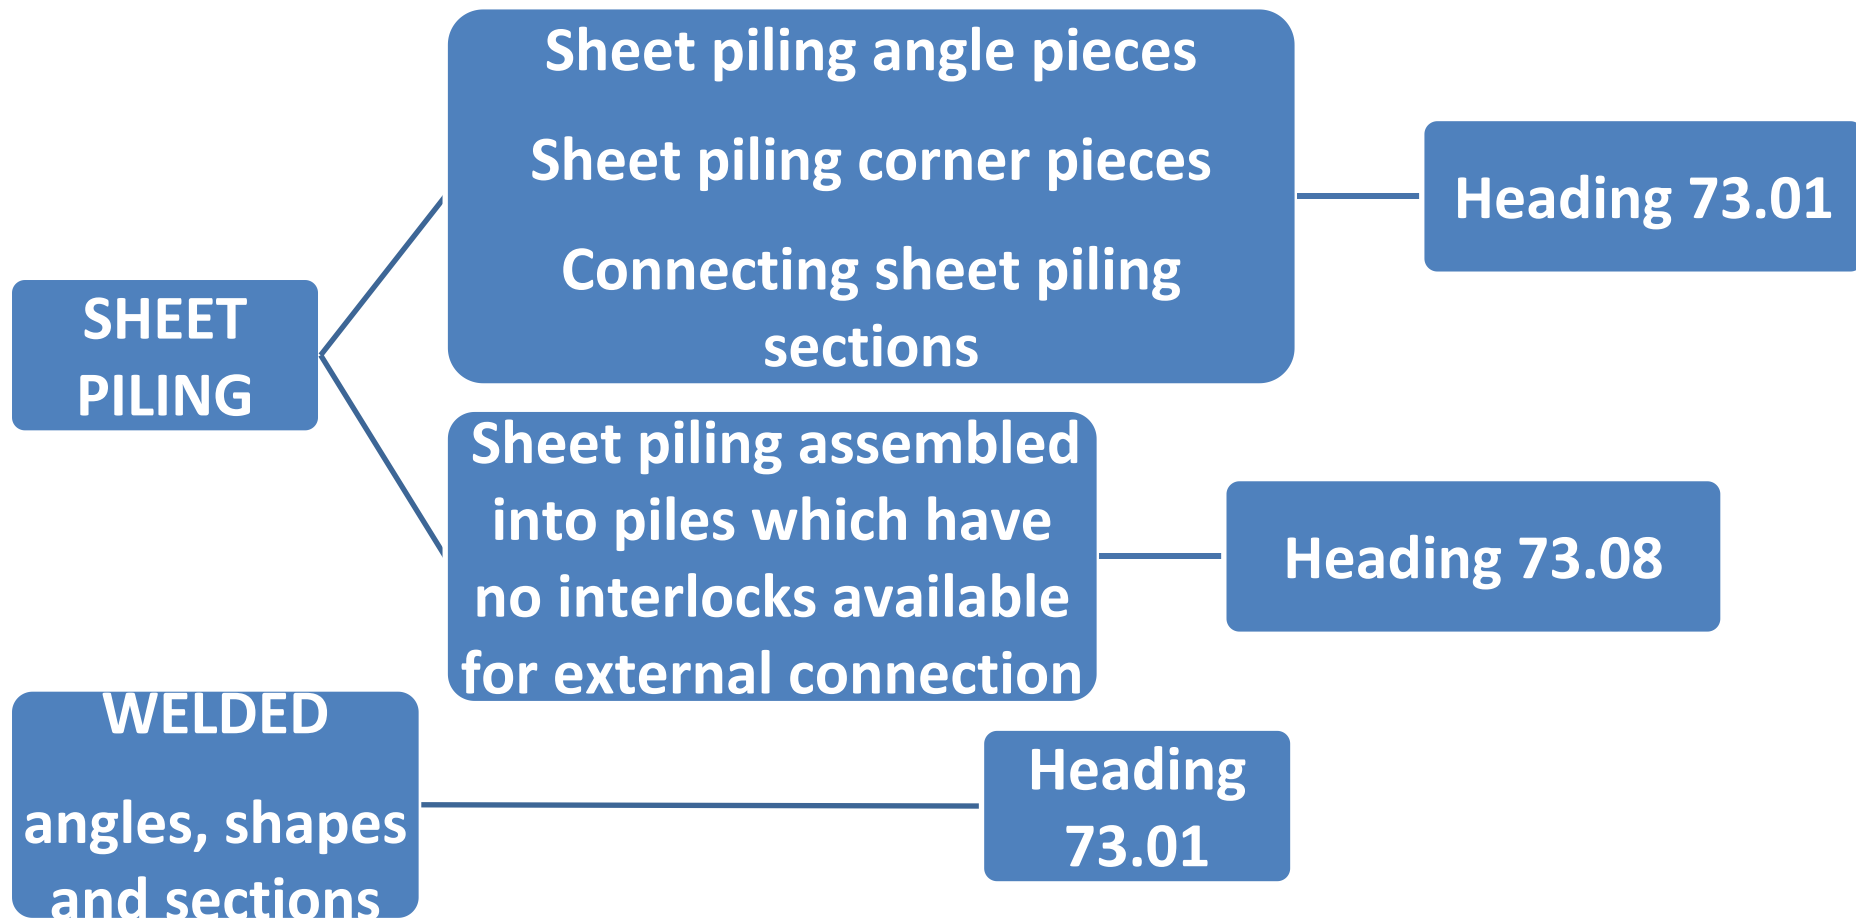 SHEET
PILING
Sheet piling angle pieces
Sheet piling corner pieces
Connecting sheet piling
sections
Heading 73.01
Sheet piling assembled
into piles which have
no interlocks available
for external connection
Heading 73.08
WELDED
angles, shapes
and sections
Heading
73.01